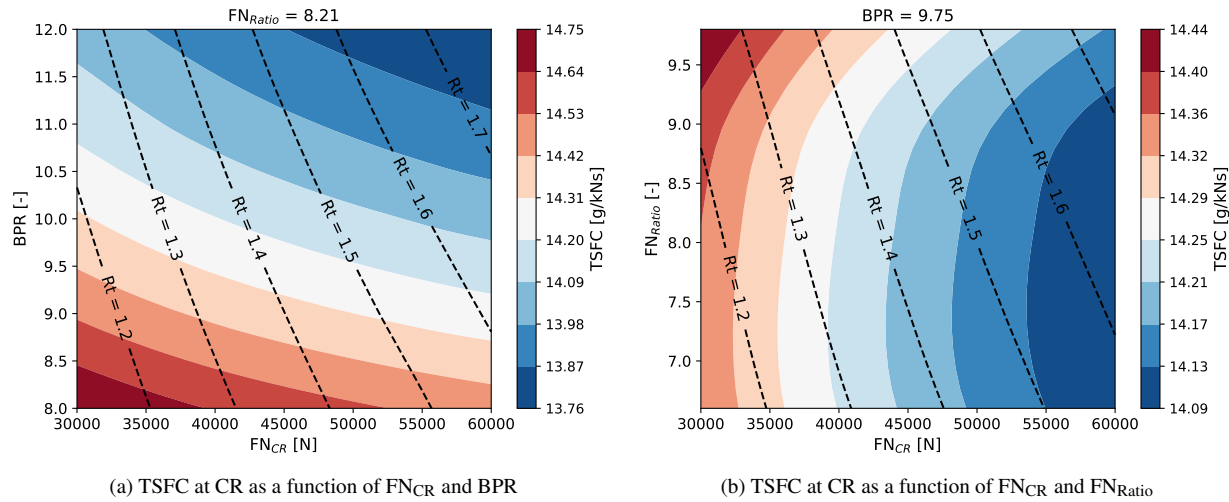 FN_Ratio = 8.21
12.0
11.5
11.0
10.5
10.0
9.5
9.0
8.5
8.0
BPR [-]
30000 35000 40000 45000 50000 55000 60000
FN_CR [N]
Rt = 1.2
Rt = 1.3
Rt = 1.4
Rt = 1.5
Rt = 1.6
Rt = 1.7
14.75
14.64
14.53
14.42
14.31
14.20
14.09
13.98
13.87
13.76
TSFC [g/kNs]
(a) TSFC at CR as a function of FN_CR and BPR
BPR = 9.75
9.5
9.0
8.5
8.0
7.5
7.0
FN_Ratio [-]
30000 35000 40000 45000 50000 55000 60000
FN_CR [N]
Rt = 1.2
Rt = 1.3
Rt = 1.4
Rt = 1.5
Rt = 1.6
14.44
14.40
14.36
14.32
14.28
14.25
14.21
14.17
14.13
14.09
TSFC [g/kNs]
(b) TSFC at CR as a function of FN_CR and FN_Ratio